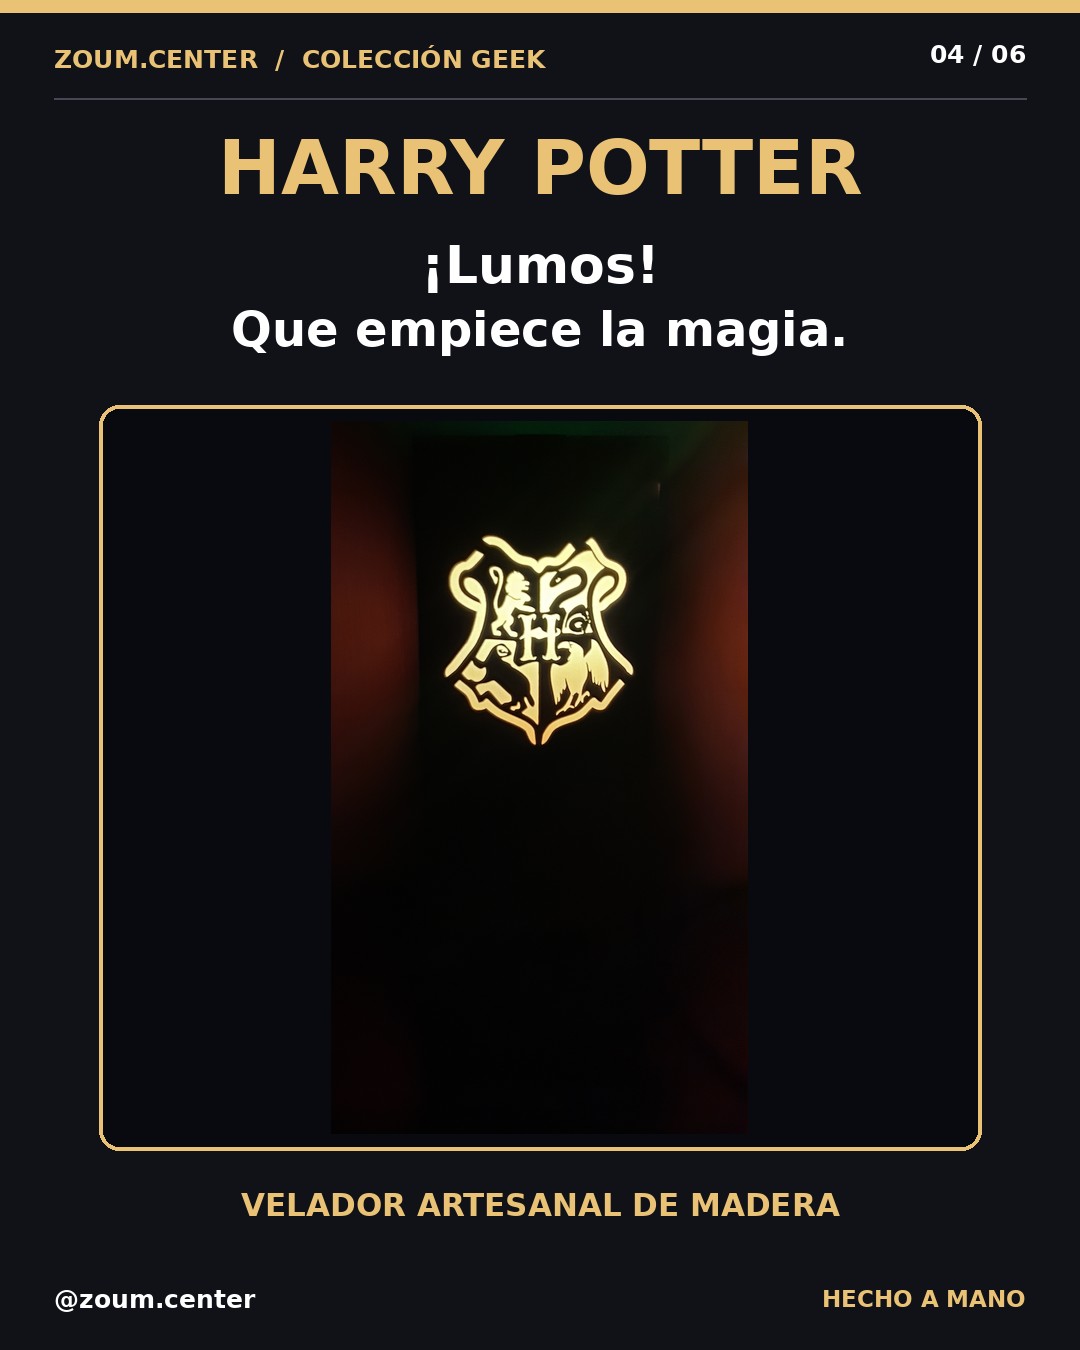 ZOUM.CENTER / COLECCIÓN GEEK
04 / 06
HARRY POTTER
¡Lumos!
Que empiece la magia.
H
VELADOR ARTESANAL DE MADERA
@zoum.center
HECHO A MANO